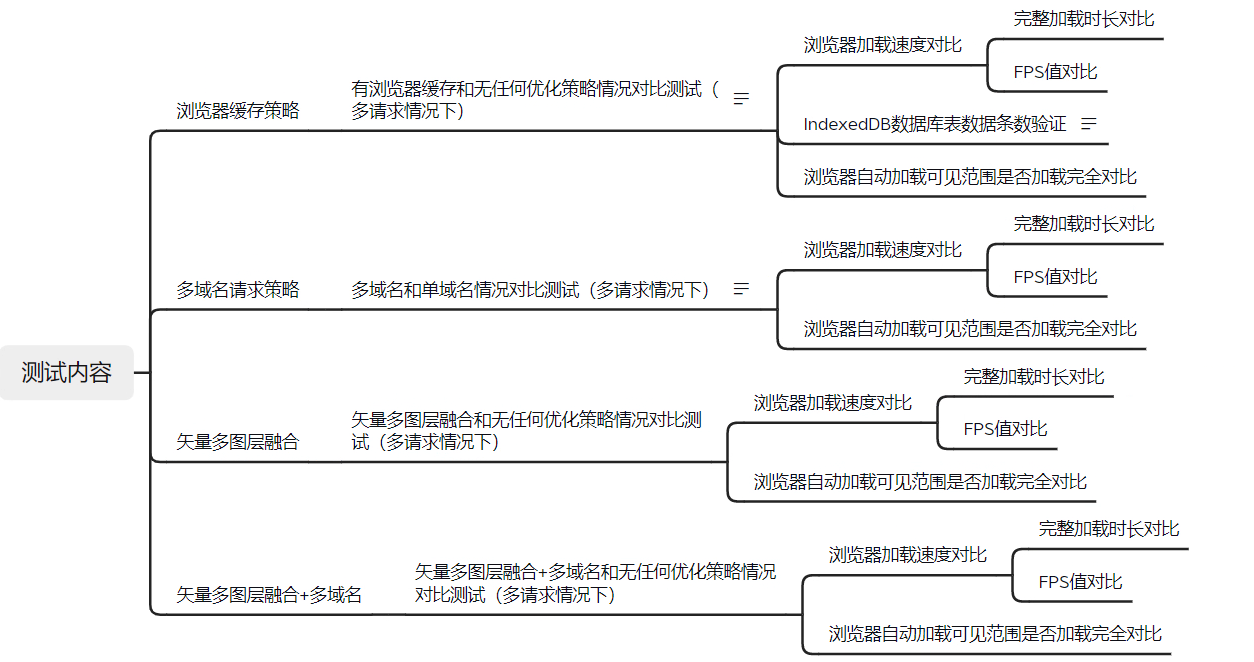 测试内容
浏览器缓存策略
有浏览器缓存和无任何优化策略情况对比测试（
多请求情况下）
浏览器加载速度对比
完整加载时长对比
FPS值对比
IndexedDB数据库表数据条数验证
浏览器自动加载可见范围是否加载完全对比
多域名请求策略
多域名和单域名情况对比测试（多请求情况下）
浏览器加载速度对比
完整加载时长对比
FPS值对比
浏览器自动加载可见范围是否加载完全对比
矢量多图层融合
矢量多图层融合和无任何优化策略情况对比测
试（多请求情况下）
浏览器加载速度对比
完整加载时长对比
FPS值对比
浏览器自动加载可见范围是否加载完全对比
矢量多图层融合+多域名
矢量多图层融合+多域名和无任何优化策略情况
对比测试（多请求情况下）
浏览器加载速度对比
完整加载时长对比
FPS值对比
浏览器自动加载可见范围是否加载完全对比